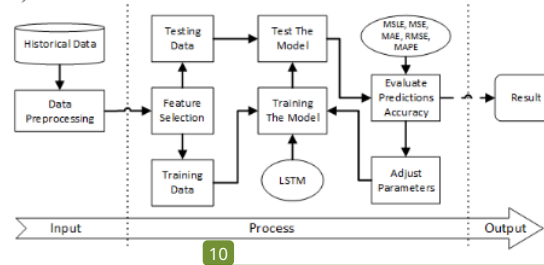 Historical Data
Data
Preprocessing
Testing
Data
Feature
Selection
Training
Data
Test The
Model
Training
The Model
LSTM
MSLE, MSE,
MAE, RMSE,
MAPE
Evaluate
Predictions
Accuracy
Adjust
Parameters
Result
Input
Process
Output
10